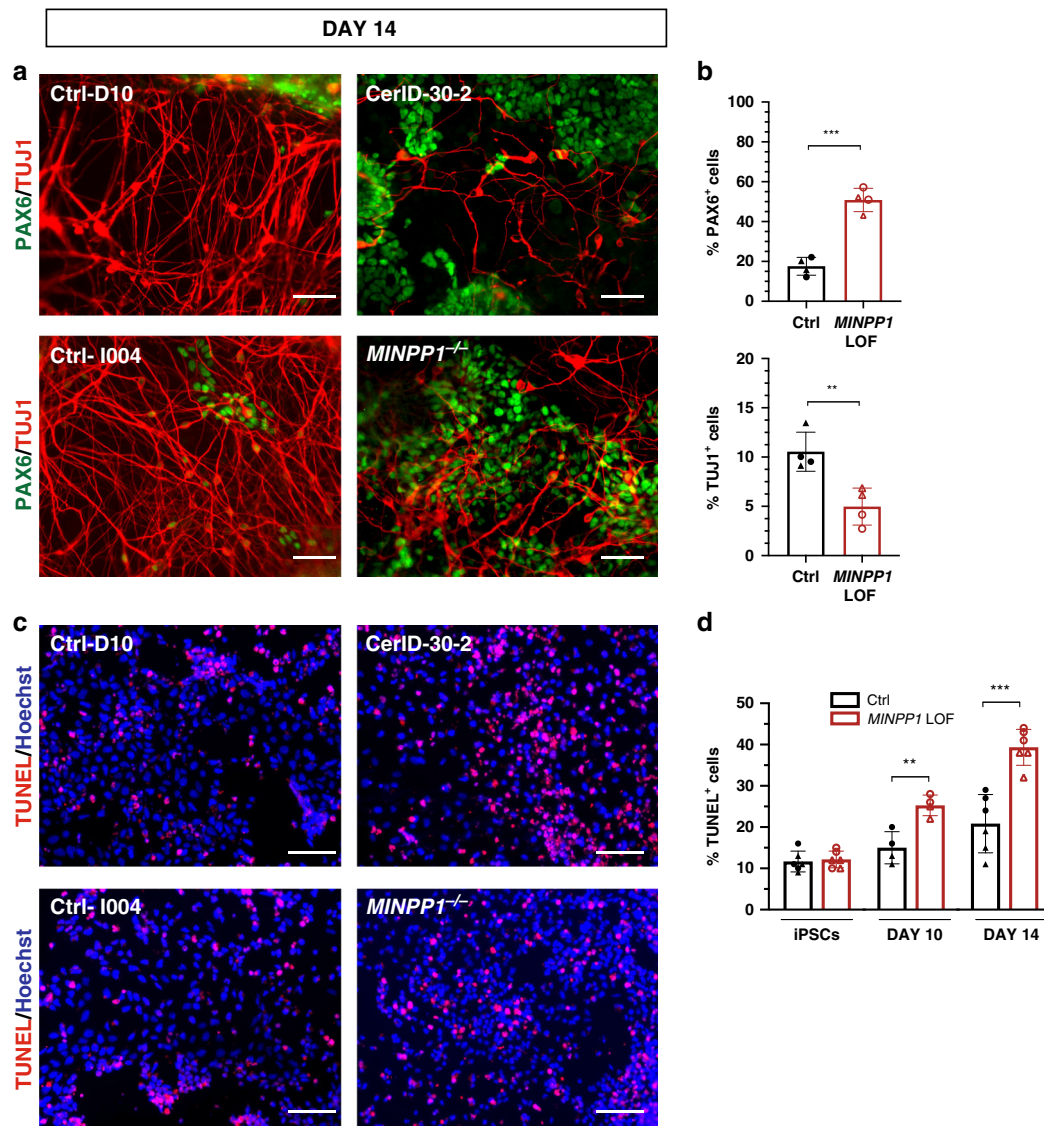 DAY 14
a
PAX6/TUJ1
Ctrl-D10
CerID-30-2
PAX6/TUJ1
Ctrl- I004
MINPP1–/–
b
% PAX6+ cells
100
80
60
40
20
0
***
Ctrl
MINPP1
LOF
% TUJ1+ cells
20
15
10
5
0
**
Ctrl
MINPP1
LOF
c
TUNEL/Hoechst
Ctrl-D10
CerID-30-2
TUNEL/Hoechst
Ctrl- I004
MINPP1–/–
d
% TUNEL+ cells
50
40
30
20
10
0
Ctrl
MINPP1 LOF
**
***
iPSCs
DAY 10
DAY 14